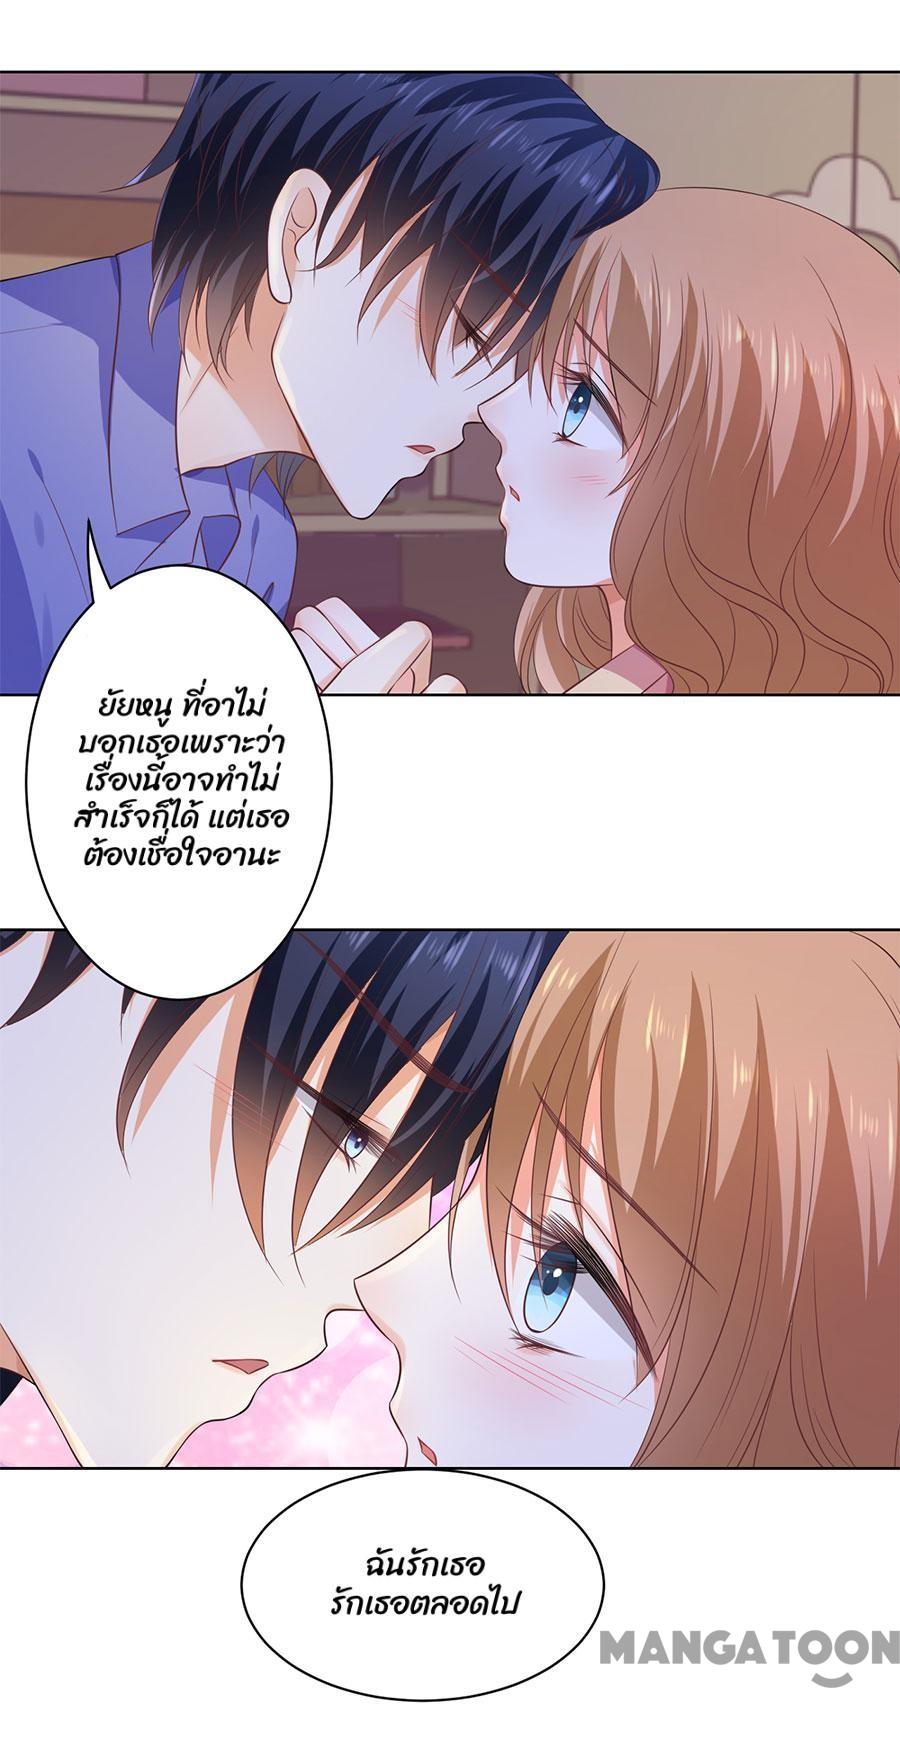 ยัยหนู ที่อาไม่
บอกเธอเพราะว่า
เรื่องนี้อาจทำไม่
สำเร็จก็ได้ แต่เธอ
ต้องเชื่อใจอานะ
ฉันรักเธอ
รักเธอตลอดไป
MANGATOON